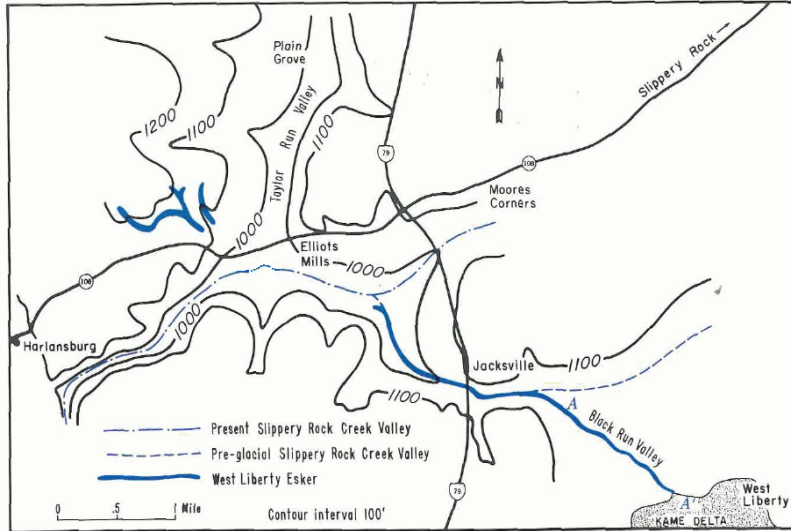 Plain
Grove
Slippery Rock
N
1200
1100
Taylor Run Valley
1100
79
108
Moores
Corners
1000
Elliots
Mills
1000
108
1000
Harlansburg
Jacksville
1100
1100
A
Black Run Valley
Present Slippery Rock Creek Valley
Pre-glacial Slippery Rock Creek Valley
West Liberty Esker
West
Liberty
A'
KAME DELTA
0 .5 1 Mile
Contour interval 100'
79